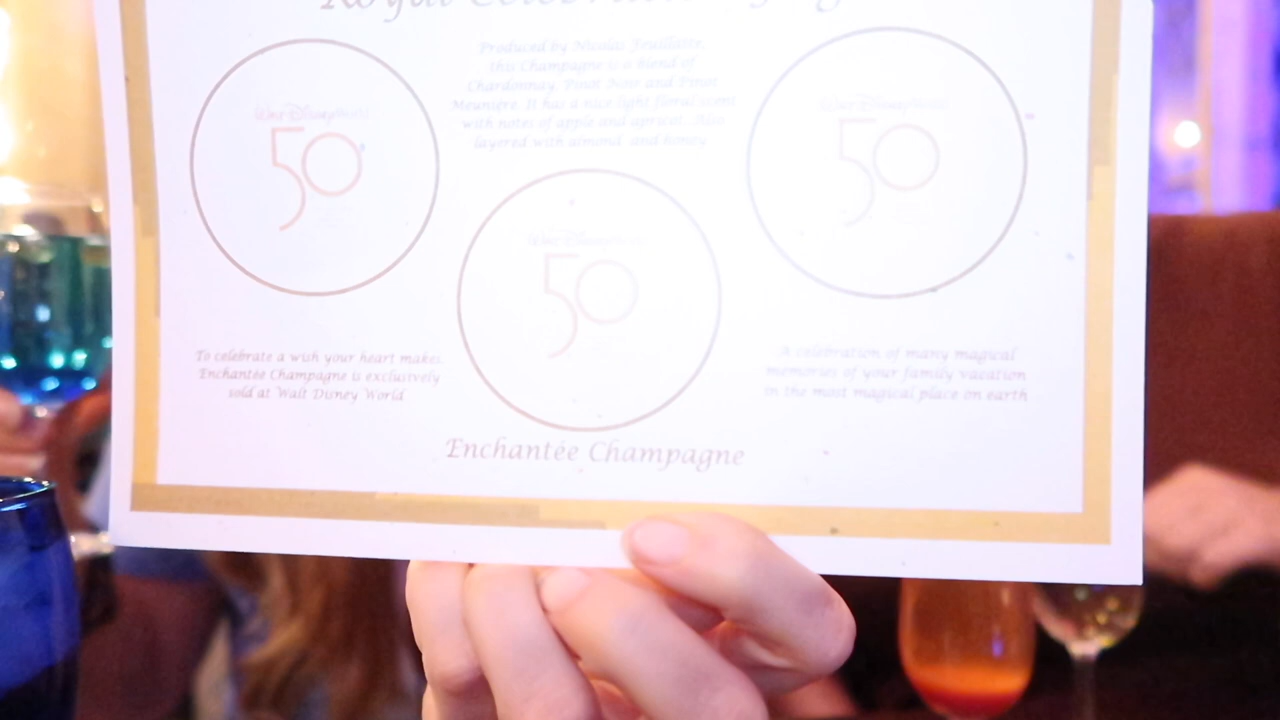 Royal Celebration
Produced by Nicolas Feuillatte,
this Champagne is a blend of
Chardonnay, Pinot Noir and Pinot
Meunière. It has a nice light floral scent
with notes of apple and apricot. Also
layered with almond and honey.
Walt Disney World
50
Walt Disney World
50
Walt Disney World
50
To celebrate a wish your heart makes
Enchantée Champagne is exclusively
sold at Walt Disney World
A celebration of many magical
memories of your family vacation
in the most magical place on earth
Enchantée Champagne